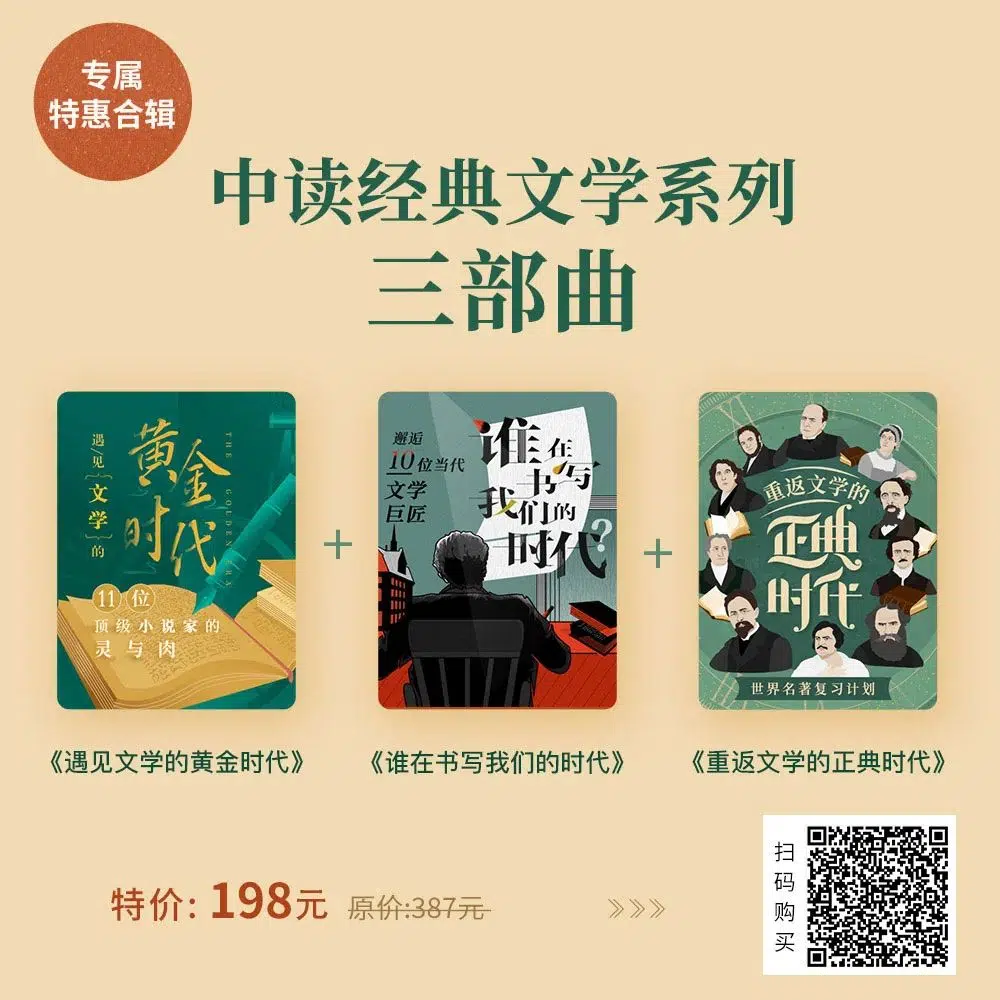 专属
特惠合辑
中读经典文学系列
三部曲
遇/见
文学
的
黄金
时代
THE GOLDEN ERA
11位
顶级小说家的
灵与肉
+
邂逅
10位当代
文学
巨匠
谁在
书写
我们的
时代?
+
重返文学的
正典
时代
世界名著复习计划
《遇见文学的黄金时代》
《谁在书写我们的时代》
《重返文学的正典时代》
特价: 198元 原价:387元
扫码购买